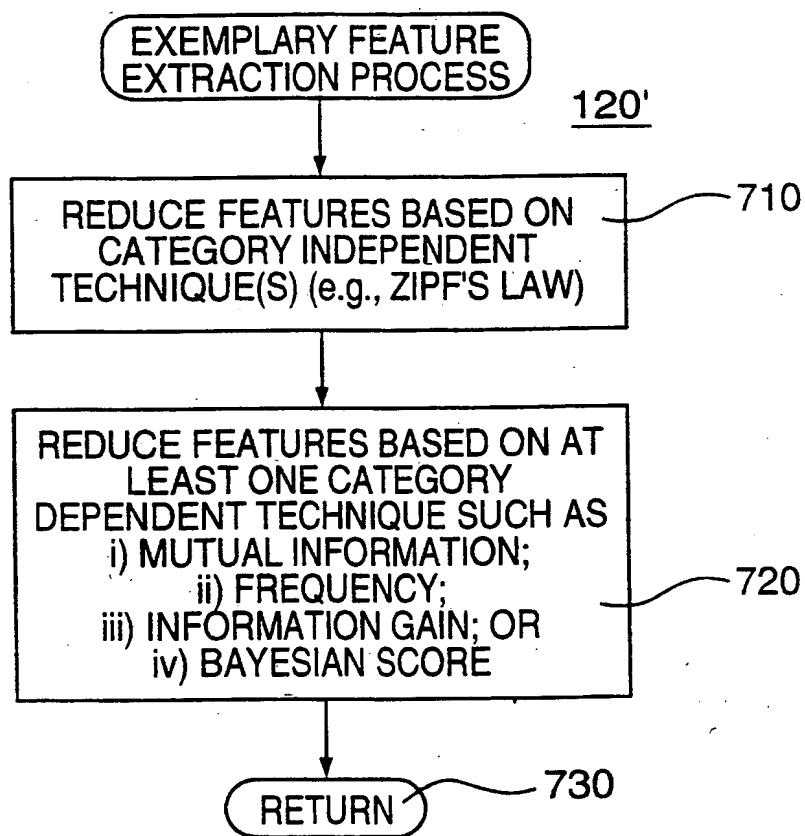 EXEMPLARY FEATURE
EXTRACTION PROCESS
120'
REDUCE FEATURES BASED ON
CATEGORY INDEPENDENT
TECHNIQUE(S) (e.g., ZIPF'S LAW)
710
REDUCE FEATURES BASED ON AT
LEAST ONE CATEGORY
DEPENDENT TECHNIQUE SUCH AS
i) MUTUAL INFORMATION;
ii) FREQUENCY;
iii) INFORMATION GAIN; OR
iv) BAYESIAN SCORE
720
RETURN
730